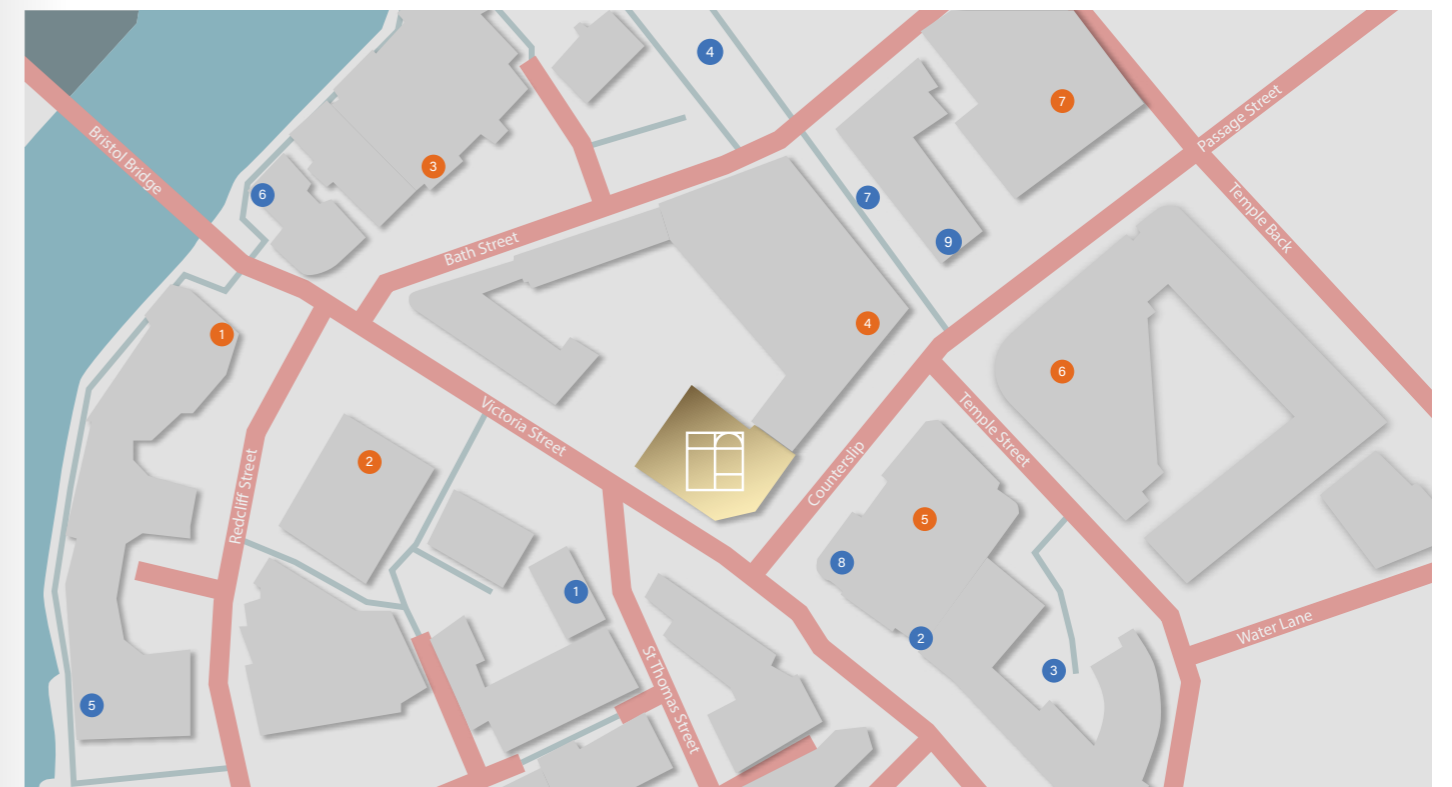 4
7
Passage Street
Bristol Bridge
3
6
7
Temple Back
9
Bath Street
1
4
6
Victoria Street
Temple Street
2
Counterslip
Redcliff Street
5
8
1
Water Lane
2
3
St Thomas Street
5